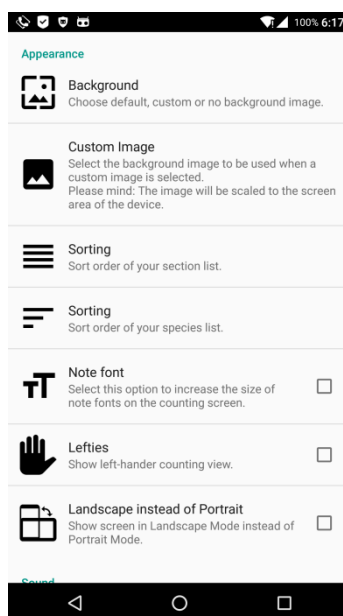 100% 6:17
Appearance
Background
Choose default, custom or no background image.
Custom Image
Select the background image to be used when a
custom image is selected.
Please mind: The image will be scaled to the screen
area of the device.
Sorting
Sort order of your section list.
Sorting
Sort order of your species list.
Note font
Select this option to increase the size of
note fonts on the counting screen.
Lefties
Show left-hander counting view.
Landscape instead of Portrait
Show screen in Landscape Mode instead of
Portrait Mode.
Sound